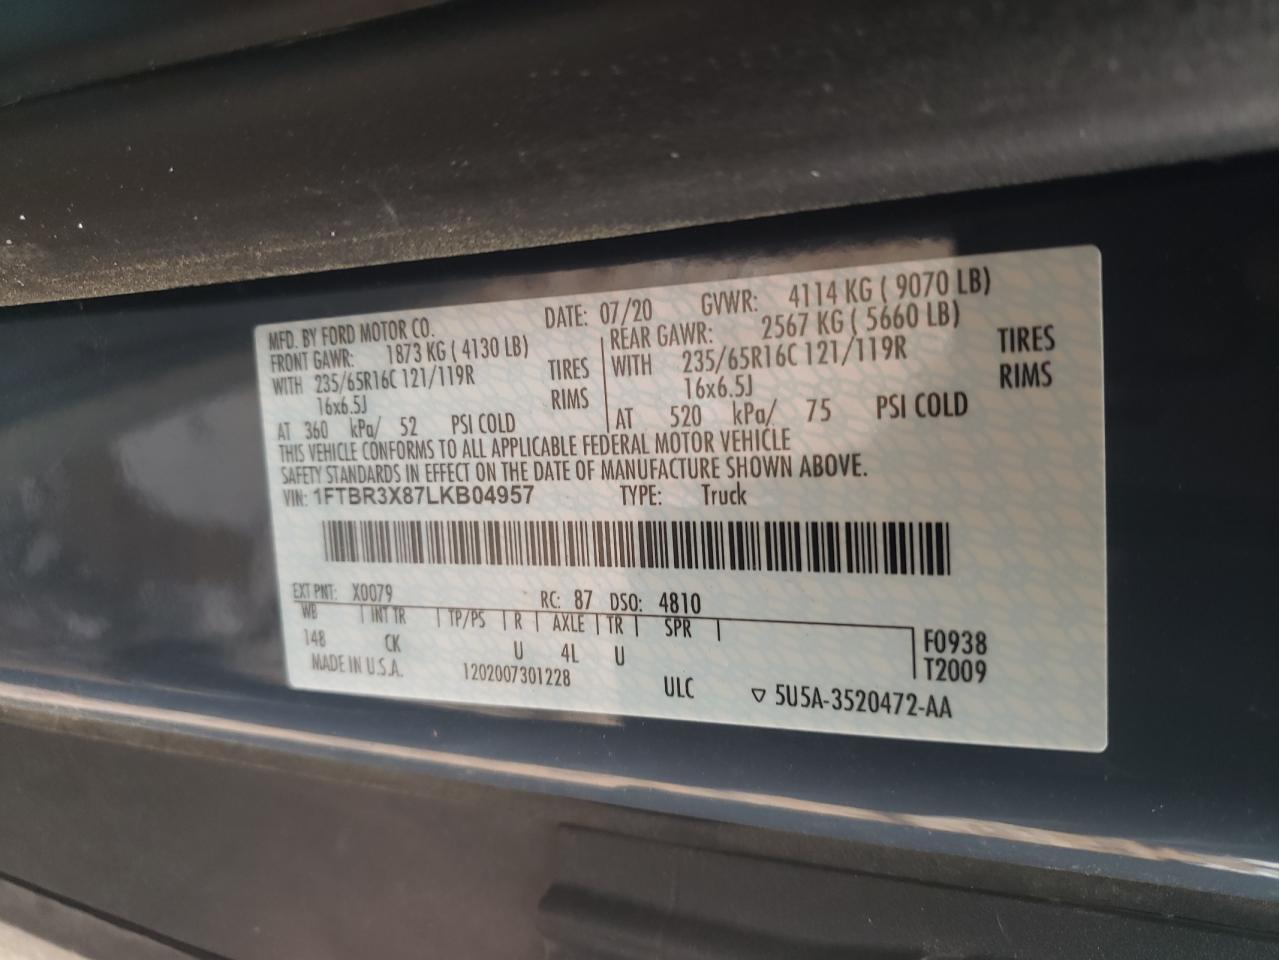 MFD. BY FORD MOTOR CO. DATE: 07/20 GVWR: 4114 KG ( 9070 LB)
FRONT GAWR: 1873 KG ( 4130 LB) REAR GAWR: 2567 KG ( 5660 LB)
WITH 235/65R16C 121/119R TIRES WITH 235/65R16C 121/119R TIRES
16x6.5J RIMS 16x6.5J RIMS
AT 360 kPa/ 52 PSI COLD AT 520 kPa/ 75 PSI COLD
THIS VEHICLE CONFORMS TO ALL APPLICABLE FEDERAL MOTOR VEHICLE
SAFETY STANDARDS IN EFFECT ON THE DATE OF MANUFACTURE SHOWN ABOVE.
VIN: 1FTBR3X87LKB04957 TYPE: Truck
EXT PNT: X0079 RC: 87 DSO: 4810
WB INT TR TP/PS R AXLE TR SPR
148 CK U 4L U F0938
T2009
MADE IN U.S.A. 1202007301228 ULC ▽ 5U5A-3520472-AA